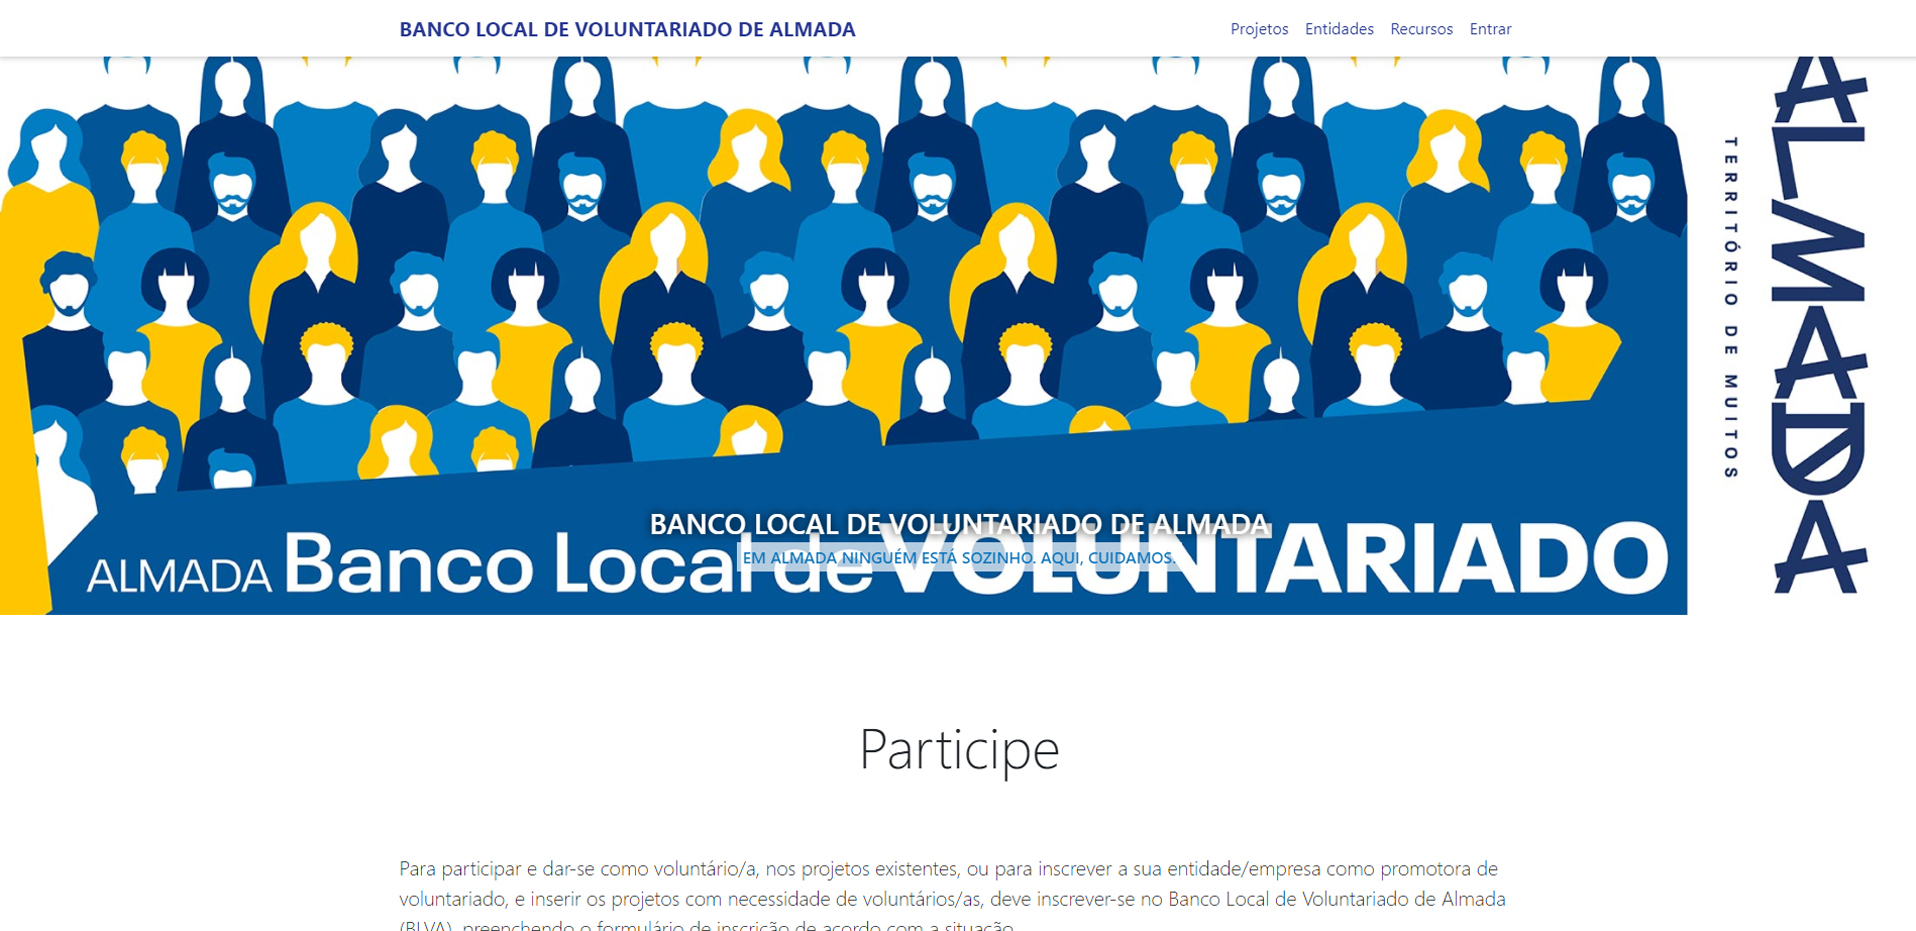 BANCO LOCAL DE VOLUNTARIADO DE ALMADA
Projetos Entidades Recursos Entrar
TERRITÓRIO DE MUITOS
ALMADA
BANCO LOCAL DE VOLUNTARIADO DE ALMADA
EM ALMADA NINGUÉM ESTÁ SOZINHO. AQUI, CUIDAMOS.
ALMADA Banco Local de VOLUNTARIADO
Participe
Para participar e dar-se como voluntário/a, nos projetos existentes, ou para inscrever a sua entidade/empresa como promotora de
voluntariado, e inserir os projetos com necessidade de voluntários/as, deve inscrever-se no Banco Local de Voluntariado de Almada
(BLVA), preenchendo o formulário de inscrição de acordo com a situação